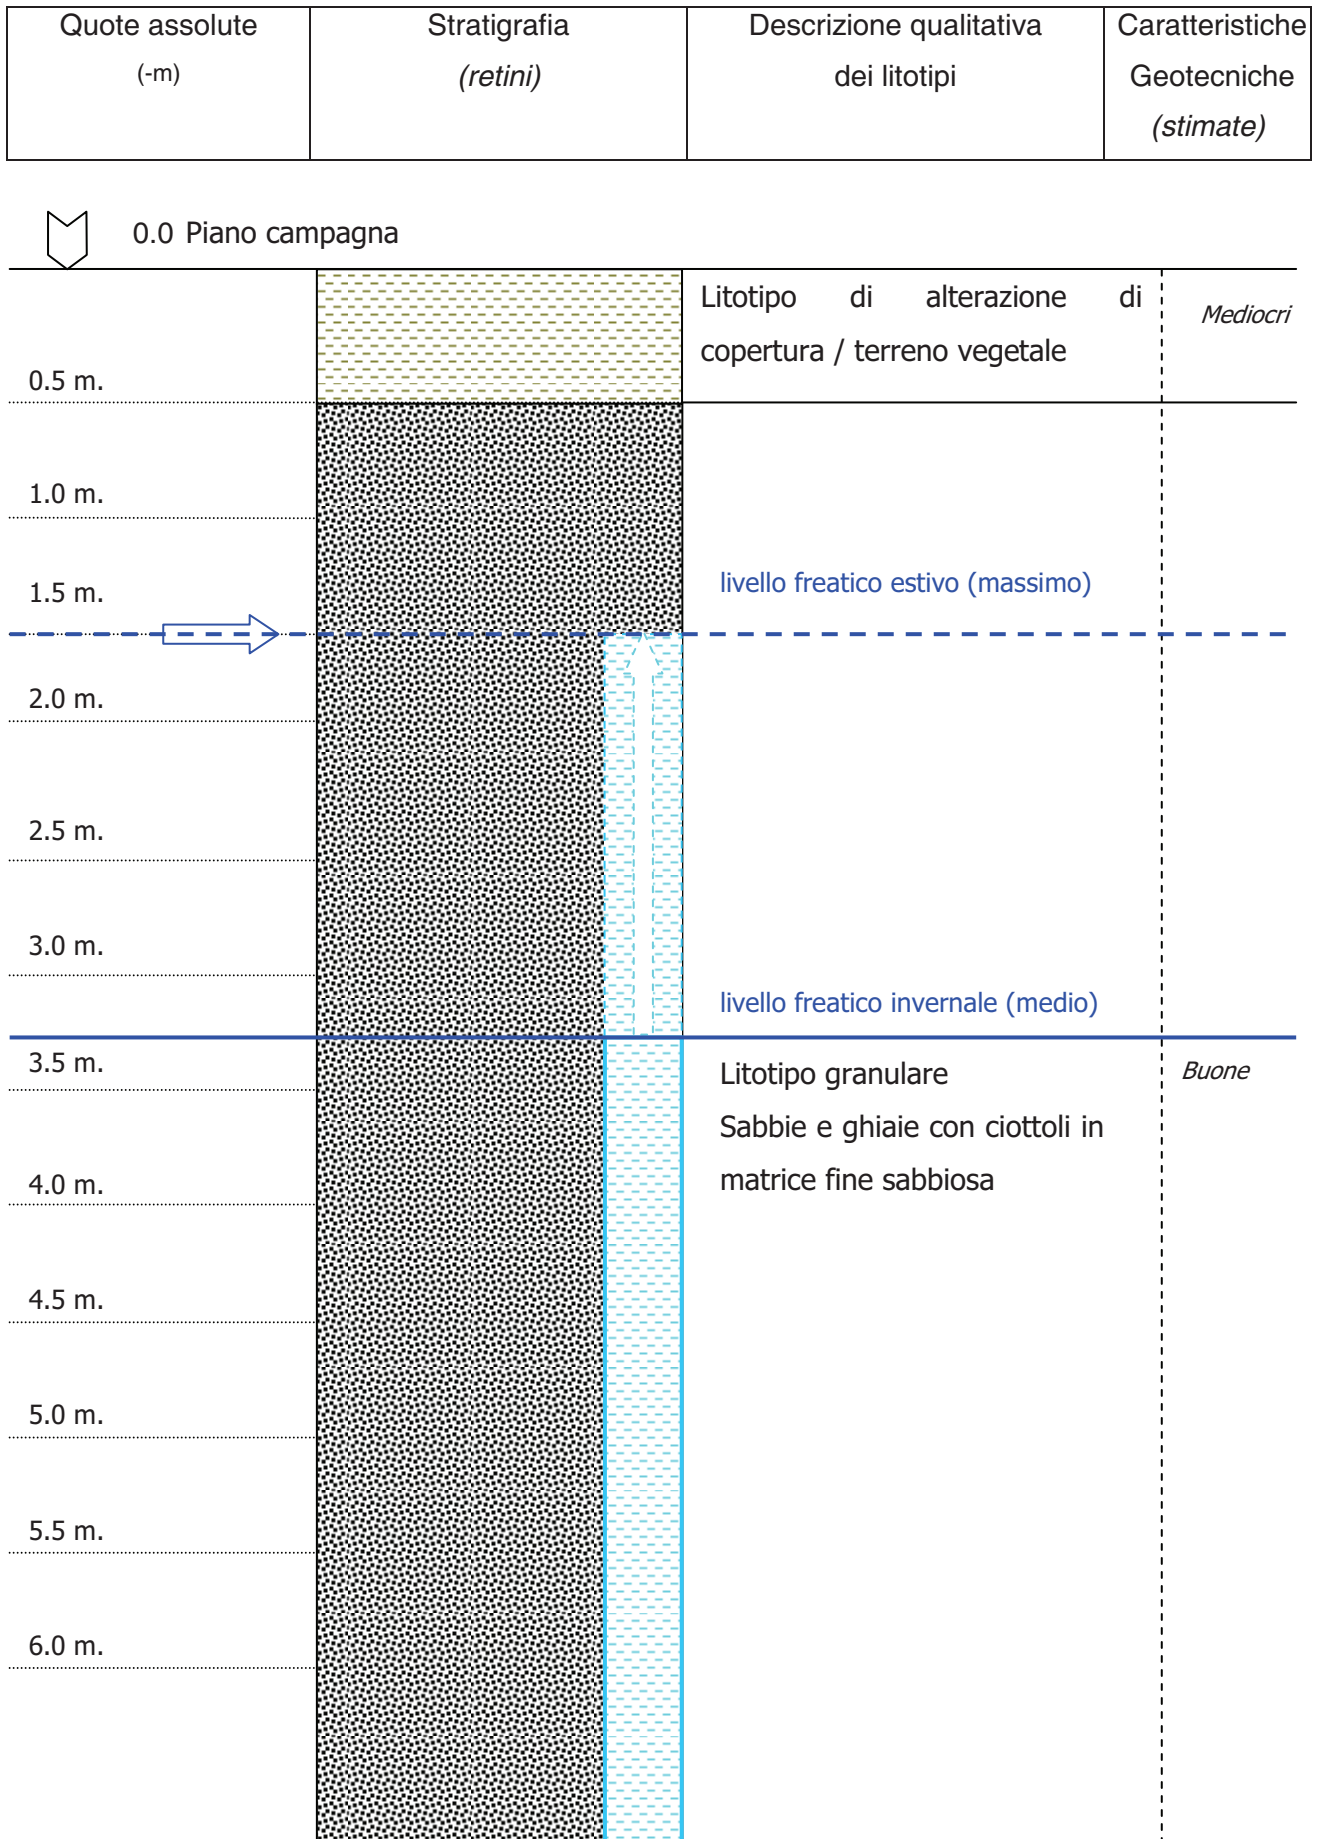 Quote assolute
(-m)
Stratigrafia
(retini)
Descrizione qualitativa
dei litotipi
Caratteristiche
Geotecniche
(stimate)
0.0 Piano campagna
Litotipo di alterazione di
copertura / terreno vegetale
Mediocri
0.5 m.
1.0 m.
livello freatico estivo (massimo)
1.5 m.
2.0 m.
2.5 m.
3.0 m.
livello freatico invernale (medio)
3.5 m.
Litotipo granulare
Sabbie e ghiaie con ciottoli in
matrice fine sabbiosa
Buone
4.0 m.
4.5 m.
5.0 m.
5.5 m.
6.0 m.